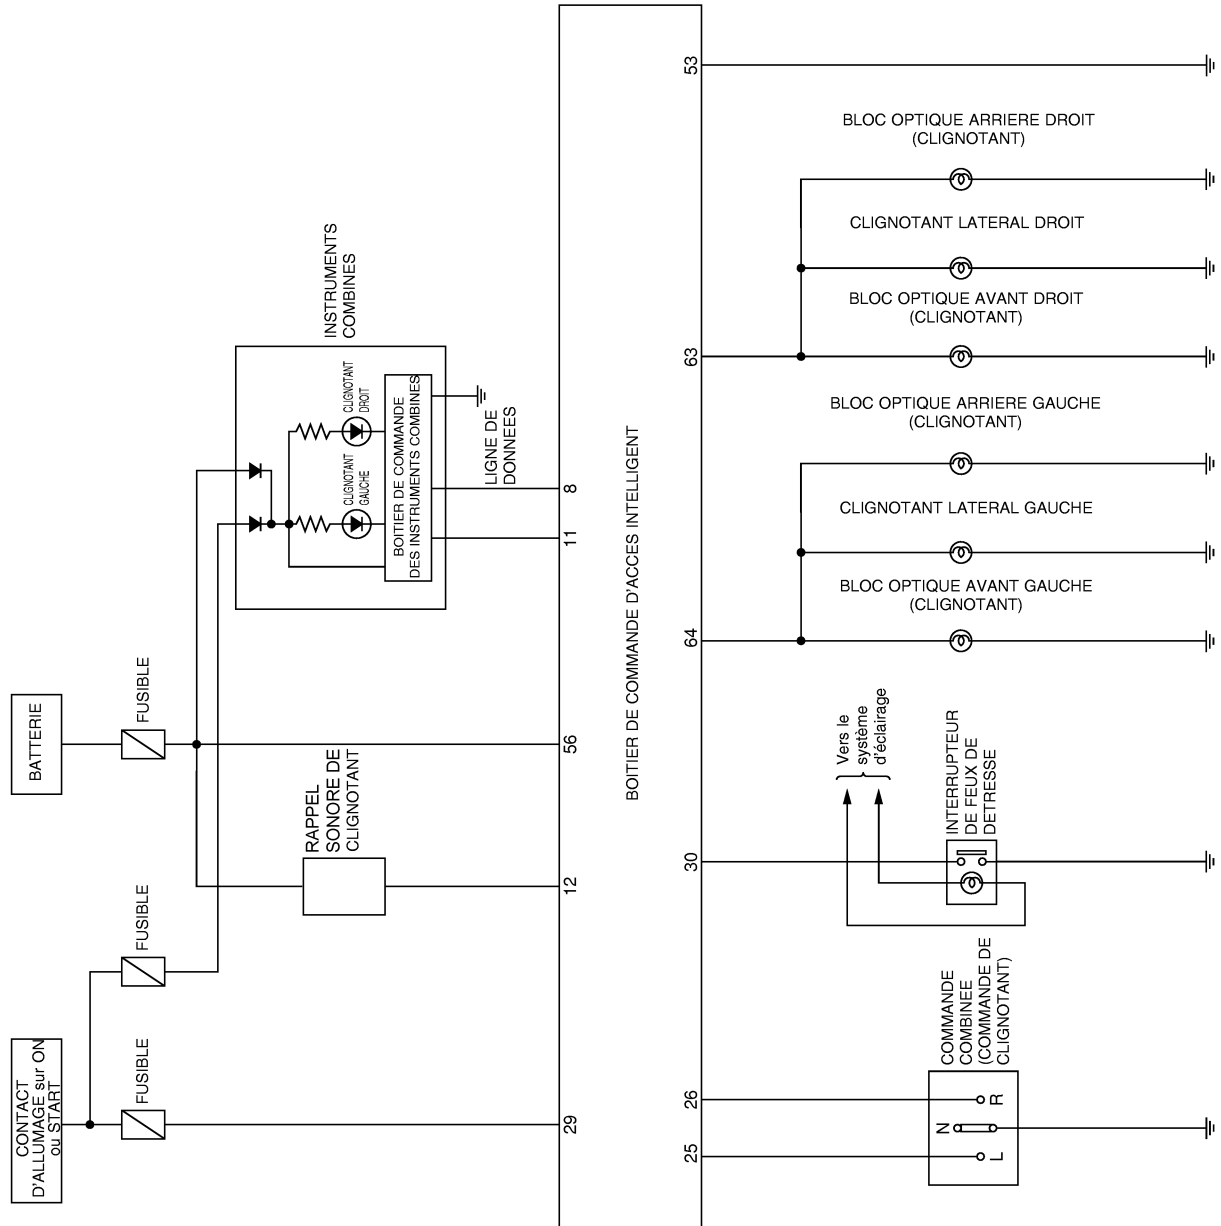 BATTERIE
FUSIBLE
CONTACT
D'ALLUMAGE sur ON
ou START
FUSIBLE
FUSIBLE
INSTRUMENTS
COMBINES
CLIGNOTANT
DROIT
CLIGNOTANT
GAUCHE
BOITIER DE COMMANDE
DES INSTRUMENTS COMBINES
LIGNE DE
DONNEES
RAPPEL
SONORE DE
CLIGNOTANT
8
11
56
12
29
BOITIER DE COMMANDE D'ACCES INTELLIGENT
53
63
64
30
26
25
BLOC OPTIQUE ARRIERE DROIT
(CLIGNOTANT)
CLIGNOTANT LATERAL DROIT
BLOC OPTIQUE AVANT DROIT
(CLIGNOTANT)
BLOC OPTIQUE ARRIERE GAUCHE
(CLIGNOTANT)
CLIGNOTANT LATERAL GAUCHE
BLOC OPTIQUE AVANT GAUCHE
(CLIGNOTANT)
Vers le
système
d'éclairage
INTERRUPTEUR
DE FEUX DE
DETRESSE
COMMANDE
COMBINEE
(COMMANDE DE
CLIGNOTANT)
R
N
L